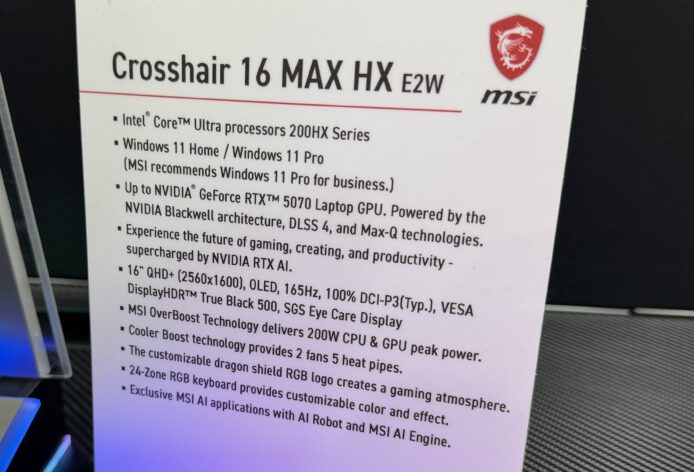 Crosshair 16 MAX HX E2W
msi
▪ Intel® Core™ Ultra processors 200HX Series
▪ Windows 11 Home / Windows 11 Pro
(MSI recommends Windows 11 Pro for business.)
▪ Up to NVIDIA® GeForce RTX™ 5070 Laptop GPU. Powered by the
NVIDIA Blackwell architecture, DLSS 4, and Max-Q technologies.
▪ Experience the future of gaming, creating, and productivity -
supercharged by NVIDIA RTX AI.
▪ 16" QHD+ (2560x1600), OLED, 165Hz, 100% DCI-P3(Typ.), VESA
DisplayHDR™ True Black 500, SGS Eye Care Display
▪ MSI OverBoost Technology delivers 200W CPU & GPU peak power.
▪ Cooler Boost technology provides 2 fans 5 heat pipes.
▪ The customizable dragon shield RGB logo creates a gaming atmosphere.
▪ 24-Zone RGB keyboard provides customizable color and effect.
▪ Exclusive MSI AI applications with AI Robot and MSI AI Engine.